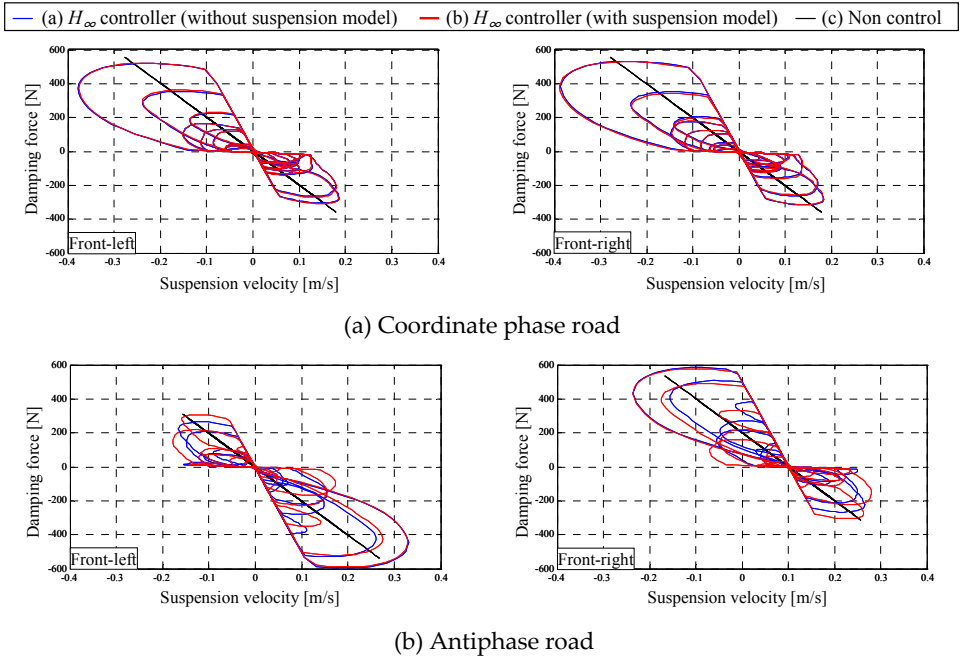 (a) H∞ controller (without suspension model) (b) H∞ controller (with suspension model) (c) Non control
600
400
200
0
-200
-400
-600
Damping force [N]
Front-left
-0.4 -0.3 -0.2 -0.1 0 0.1 0.2 0.3 0.4
Suspension velocity [m/s]
600
400
200
0
-200
-400
-600
Damping force [N]
Front-right
-0.4 -0.3 -0.2 -0.1 0 0.1 0.2 0.3 0.4
Suspension velocity [m/s]
(a) Coordinate phase road
600
400
200
0
-200
-400
-600
Damping force [N]
Front-left
-0.4 -0.3 -0.2 -0.1 0 0.1 0.2 0.3 0.4
Suspension velocity [m/s]
600
400
200
0
-200
-400
-600
Damping force [N]
Front-right
-0.4 -0.3 -0.2 -0.1 0 0.1 0.2 0.3 0.4
Suspension velocity [m/s]
(b) Antiphase road